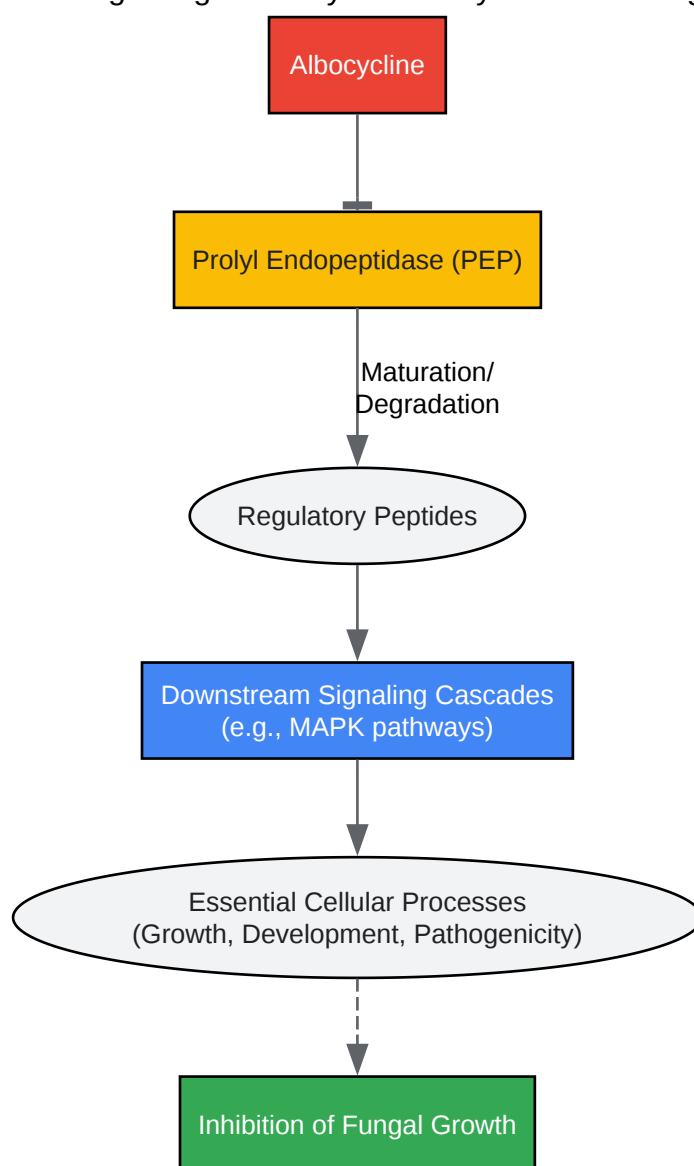 Albocycline
Prolyl Endopeptidase (PEP)
Maturation/
Degradation
Regulatory Peptides
Downstream Signaling Cascades
(e.g., MAPK pathways)
Essential Cellular Processes
(Growth, Development, Pathogenicity)
Inhibition of Fungal Growth